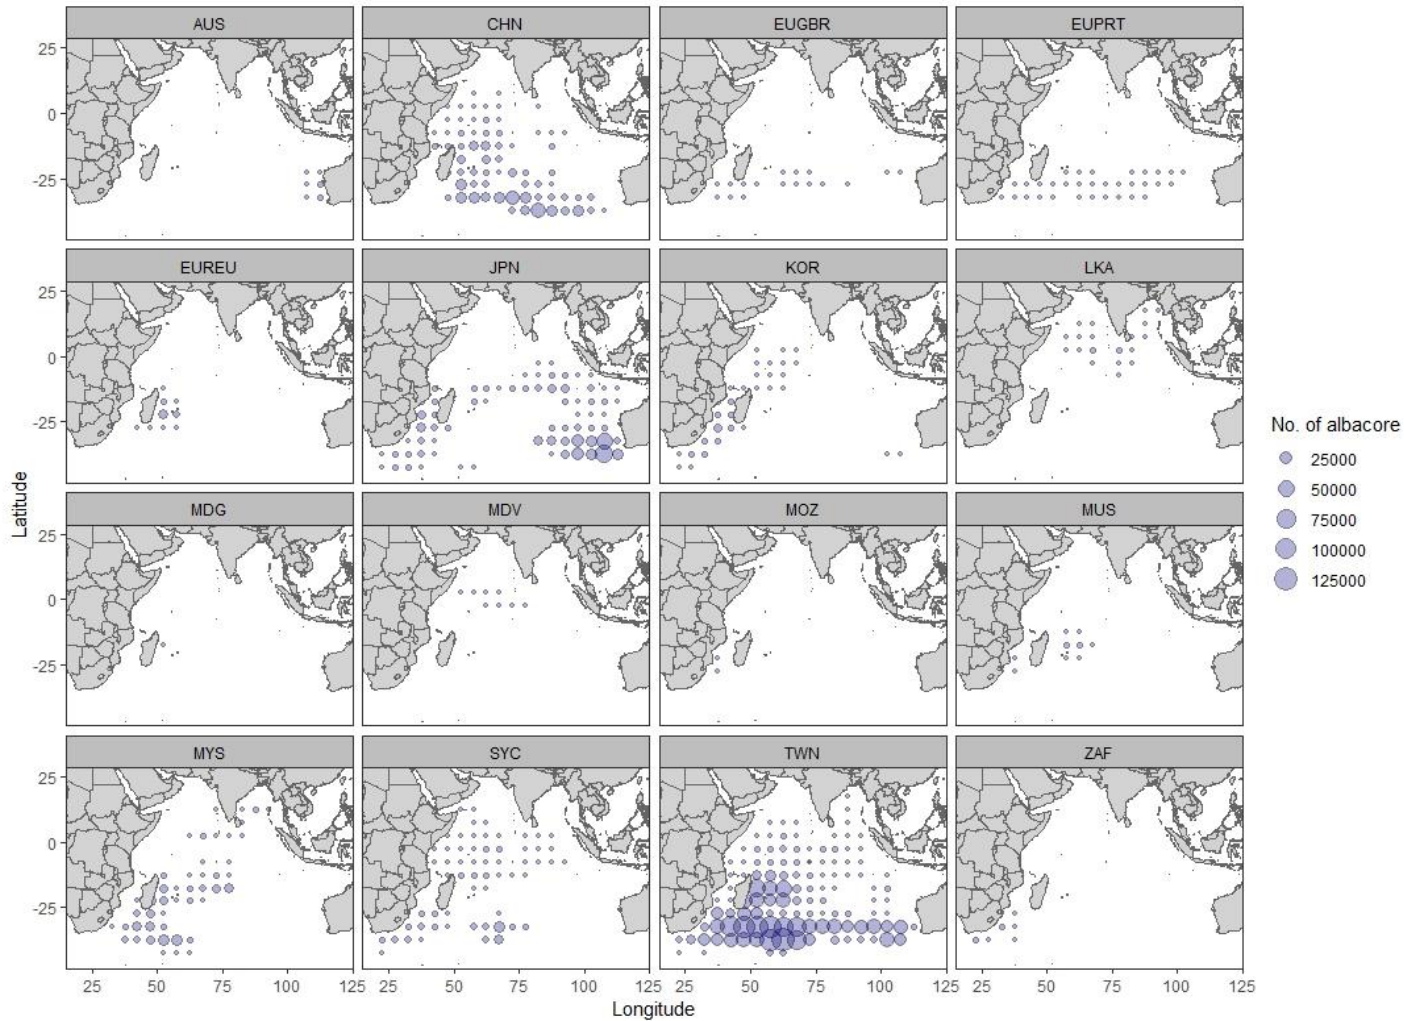 AUS CHN EUGBR EUPRT
25
0
-25
EUREU JPN KOR LKA
25
0
-25
MDG MDV MOZ MUS
25
0
-25
MYS SYC TWN ZAF
25
0
-25
25 50 75 100 125 25 50 75 100 125 25 50 75 100 125 25 50 75 100 125
Longitude
Latitude
No. of albacore
25000
50000
75000
100000
125000